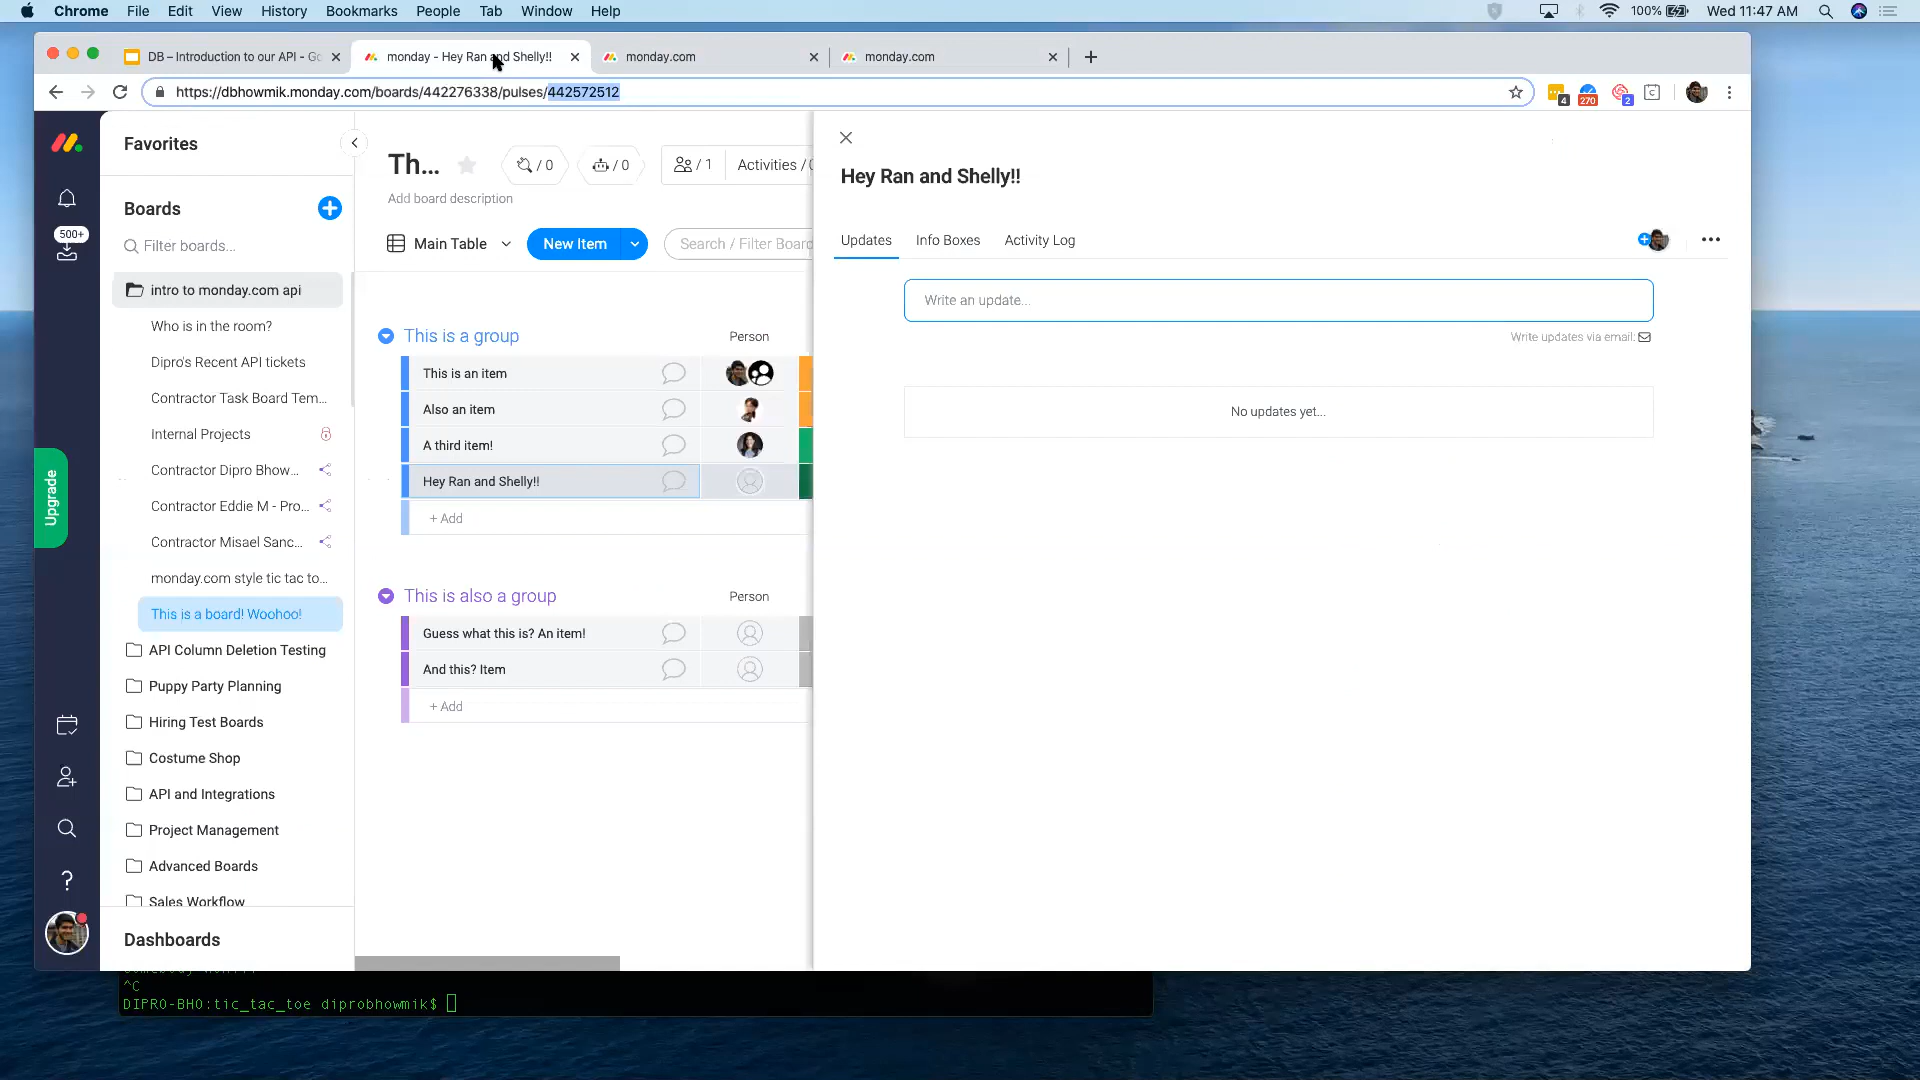 Chrome File Edit View History Bookmarks People Tab Window Help
100% Wed 11:47 AM
DB – Introduction to our API - Go
monday - Hey Ran and Shelly!!
monday.com
monday.com
https://dbhowmik.monday.com/boards/442276338/pulses/442572512
4
270
2
Favorites
Boards
Filter boards...
500+
intro to monday.com api
Who is in the room?
Dipro's Recent API tickets
Contractor Task Board Tem...
Internal Projects
Contractor Dipro Bhow...
Contractor Eddie M - Pro...
Contractor Misael Sanc...
monday.com style tic tac to...
This is a board! Woohoo!
API Column Deletion Testing
Puppy Party Planning
Hiring Test Boards
Costume Shop
API and Integrations
Project Management
Advanced Boards
Sales Workflow
Dashboards
Upgrade
Th...
/ 0
/ 0
/ 1
Activities / 0
Add board description
Main Table
New Item
Search / Filter Board
This is a group
Person
This is an item
Also an item
A third item!
Hey Ran and Shelly!!
+ Add
This is also a group
Person
Guess what this is? An item!
And this? Item
+ Add
Hey Ran and Shelly!!
Updates
Info Boxes
Activity Log
Write an update...
Write updates via email:
No updates yet...
^C
DIPRO-BHO:tic_tac_toe diprobhowmik$